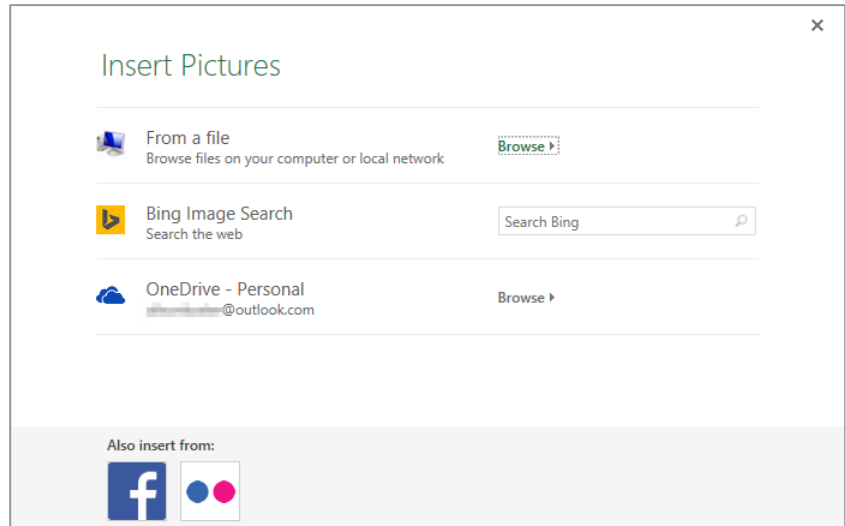 Insert Pictures
From a file
Browse files on your computer or local network
Browse
Bing Image Search
Search the web
Search Bing
OneDrive - Personal
@outlook.com
Browse
Also insert from: